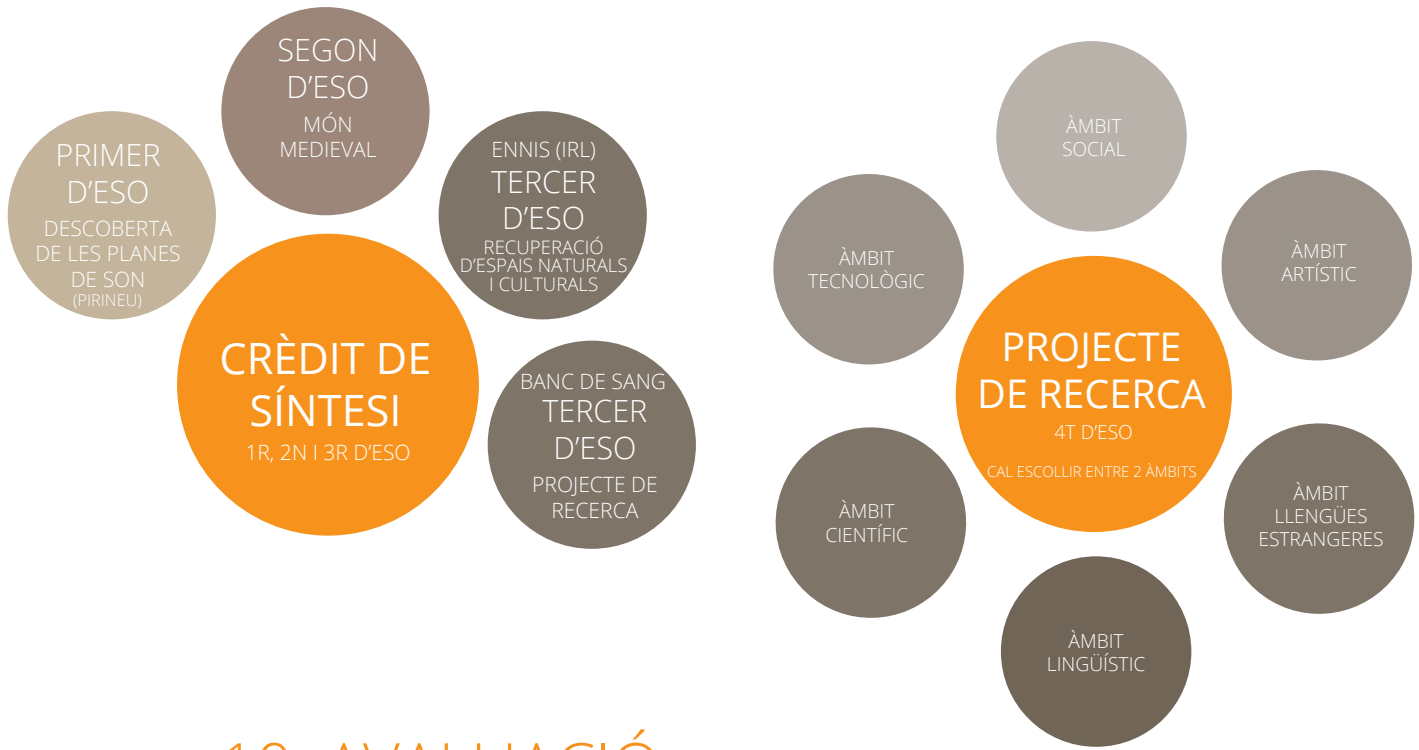 SEGON
D'ESO
MÓN
MEDIEVAL
PRIMER
D'ESO
DESCOBERTA
DE LES PLANES
DE SON
(PIRINEU)
ENNIS (IRL)
TERCER
D'ESO
RECUPERACIÓ
D'ESPAIS NATURALS
I CULTURALS
CRÈDIT DE
SÍNTESI
1R, 2N I 3R D'ESO
BANC DE SANG
TERCER
D'ESO
PROJECTE DE
RECERCA
ÀMBIT
SOCIAL
ÀMBIT
TECNOLÒGIC
ÀMBIT
ARTÍSTIC
PROJECTE
DE RECERCA
4T D'ESO
CAL ESCOLLIR ENTRE 2 ÀMBITS
ÀMBIT
CIENTÍFIC
ÀMBIT
LLENGÜES
ESTRANGERES
ÀMBIT
LINGÜÍSTIC
AVALUACIÓ